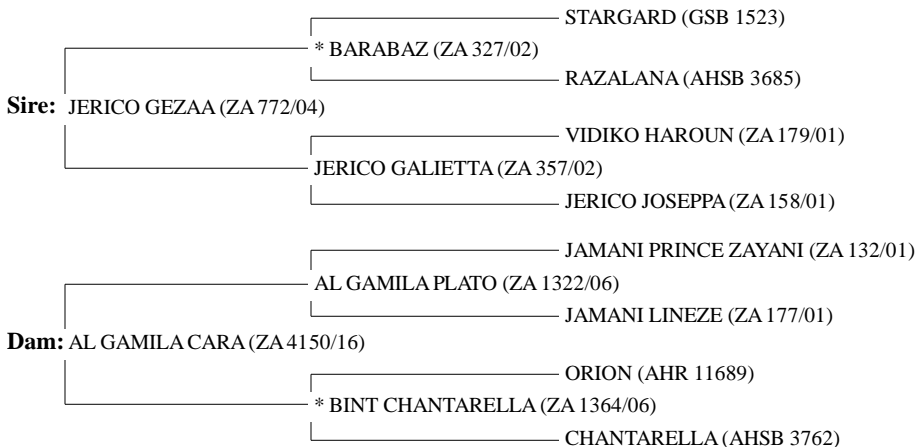 STARGARD (GSB 1523)
* BARABAZ (ZA 327/02)
RAZALANA (AHSB 3685)
Sire: JERICO GEZAA (ZA 772/04)
VIDIKO HAROUN (ZA 179/01)
JERICO GALIETTA (ZA 357/02)
JERICO JOSEPPA (ZA 158/01)
JAMANI PRINCE ZAYANI (ZA 132/01)
AL GAMILA PLATO (ZA 1322/06)
JAMANI LINEZE (ZA 177/01)
Dam: AL GAMILA CARA (ZA 4150/16)
ORION (AHR 11689)
* BINT CHANTARELLA (ZA 1364/06)
CHANTARELLA (AHSB 3762)